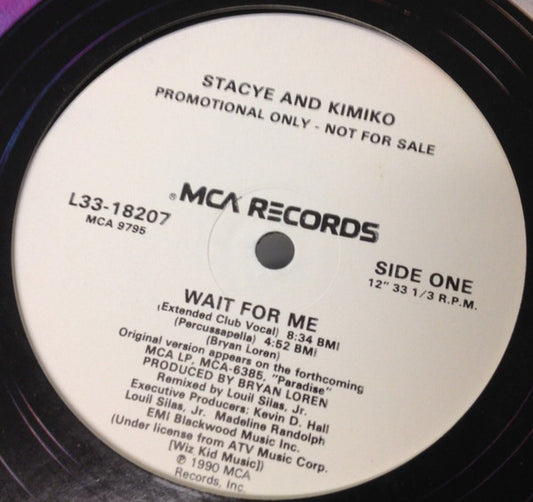 STACYE AND KIMIKO
PROMOTIONAL ONLY - NOT FOR SALE
® MCA RECORDS
L33-18207
MCA 9795
SIDE ONE
12" 33 1/3 R.P.M.
WAIT FOR ME
(Extended Club Vocal) 8:34 BMI
(Percussapella) 4:52 BMI
(Bryan Loren)
Original version appears on the forthcoming
MCA LP, MCA-6385, "Paradise"
PRODUCED BY BRYAN LOREN
Remixed by Louil Silas, Jr.
Executive Producers: Kevin D. Hall
Louil Silas, Jr. Madeline Randolph
EMI Blackwood Music Inc.
(Under license from ATV Music Corp.
[Wiz Kid Music])
℗ 1990 MCA
Records, Inc.